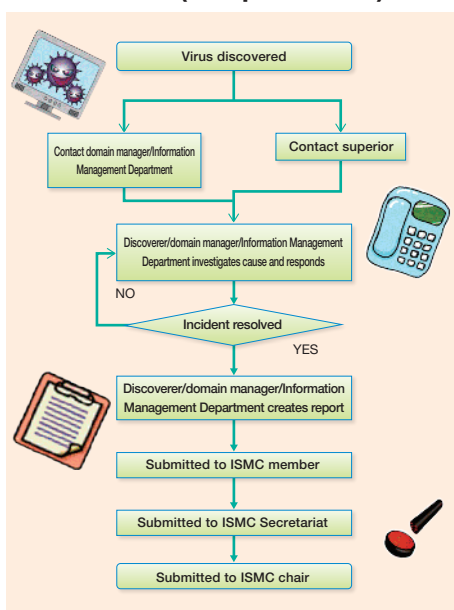 Virus discovered
Contact domain manager/Information
Management Department
Contact superior
Discoverer/domain manager/Information Management
Department investigates cause and responds
NO
Incident resolved
YES
Discoverer/domain manager/Information
Management Department creates report
Submitted to ISMC member
Submitted to ISMC Secretariat
Submitted to ISMC chair